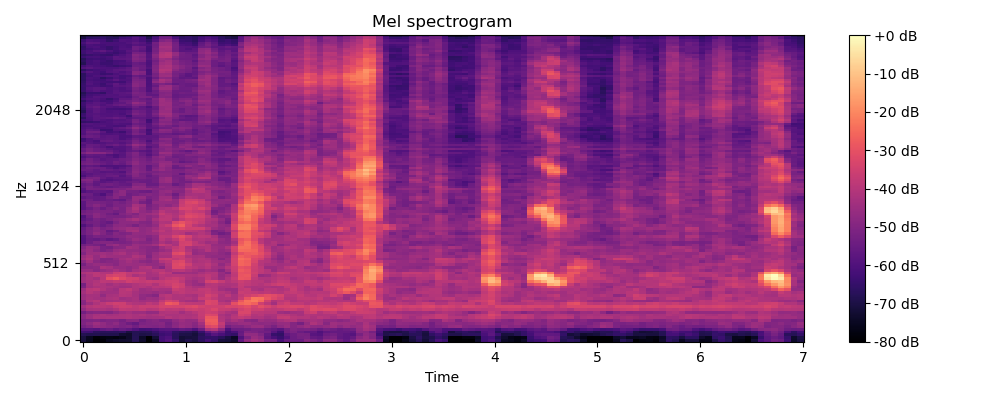 Mel spectrogram
+0 dB
-10 dB
-20 dB
-30 dB
-40 dB
-50 dB
-60 dB
-70 dB
-80 dB
2048
1024
512
0
Hz
0 1 2 3 4 5 6 7
Time